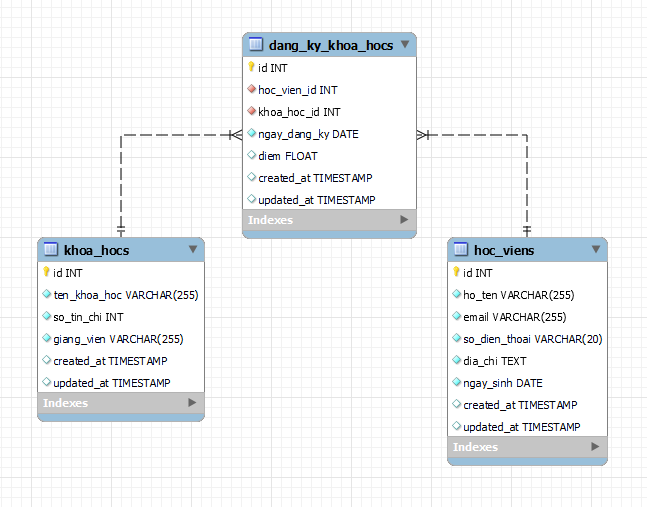 dang_ky_khoa_hocs
id INT
hoc_vien_id INT
khoa_hoc_id INT
ngay_dang_ky DATE
diem FLOAT
created_at TIMESTAMP
updated_at TIMESTAMP
Indexes
khoa_hocs
id INT
ten_khoa_hoc VARCHAR(255)
so_tin_chi INT
giang_vien VARCHAR(255)
created_at TIMESTAMP
updated_at TIMESTAMP
Indexes
hoc_viens
id INT
ho_ten VARCHAR(255)
email VARCHAR(255)
so_dien_thoai VARCHAR(20)
dia_chi TEXT
ngay_sinh DATE
created_at TIMESTAMP
updated_at TIMESTAMP
Indexes